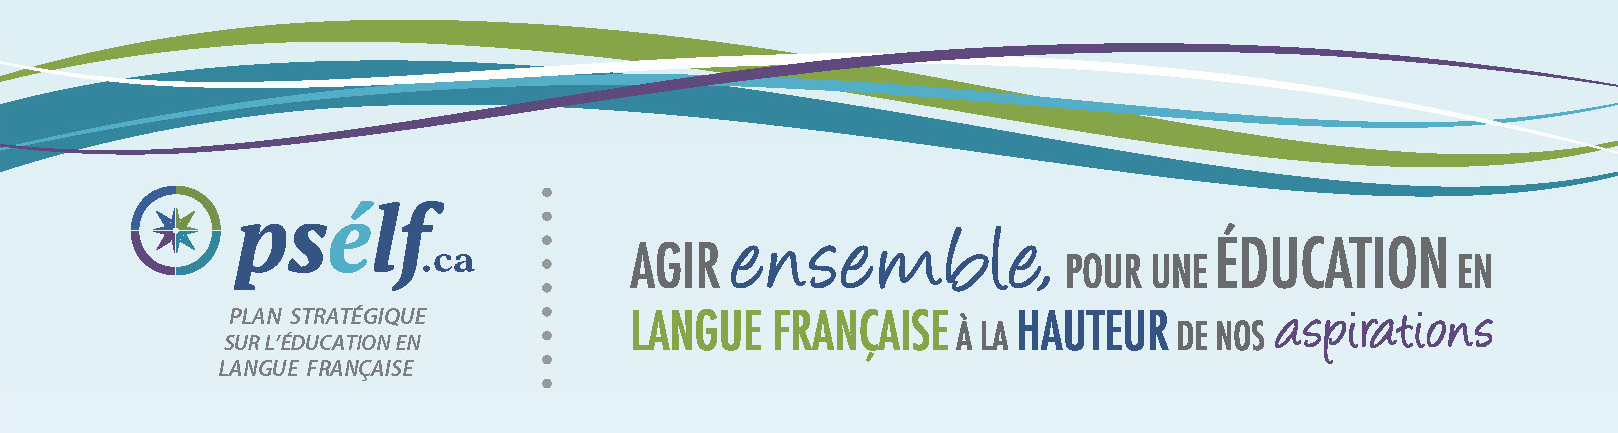 psélf.ca
PLAN STRATÉGIQUE
SUR L'ÉDUCATION EN
LANGUE FRANÇAISE
AGIR ensemble, POUR UNE ÉDUCATION EN
LANGUE FRANÇAISE À LA HAUTEUR DE NOS aspirations